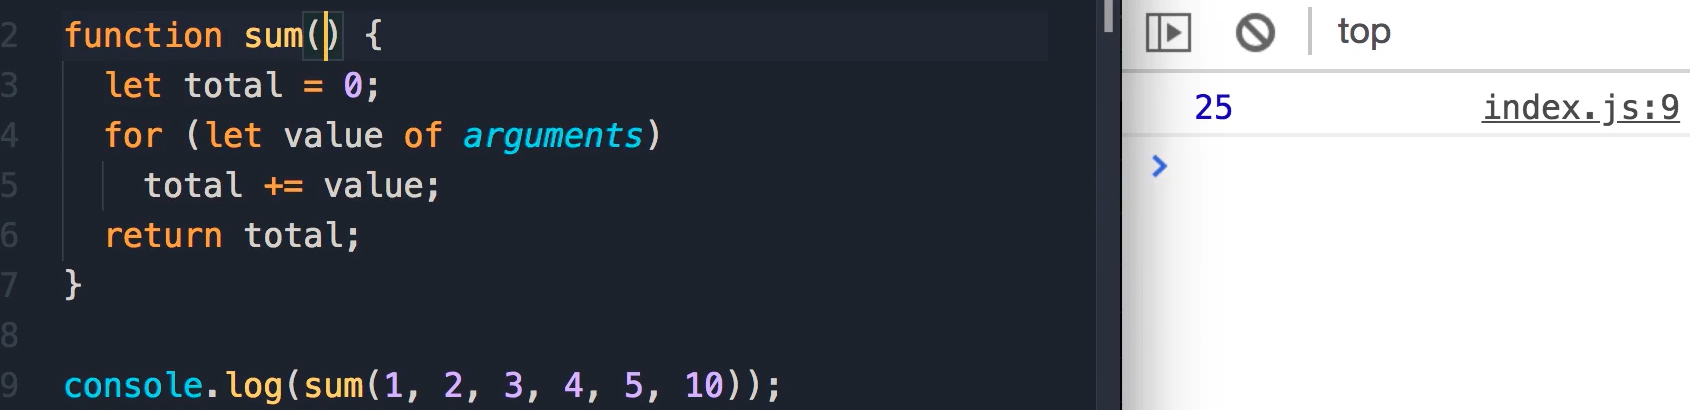 2 function sum() {
3 let total = 0;
4 for (let value of arguments)
5 total += value;
6 return total;
7 }
8
9 console.log(sum(1, 2, 3, 4, 5, 10));
top
25 index.js:9
>